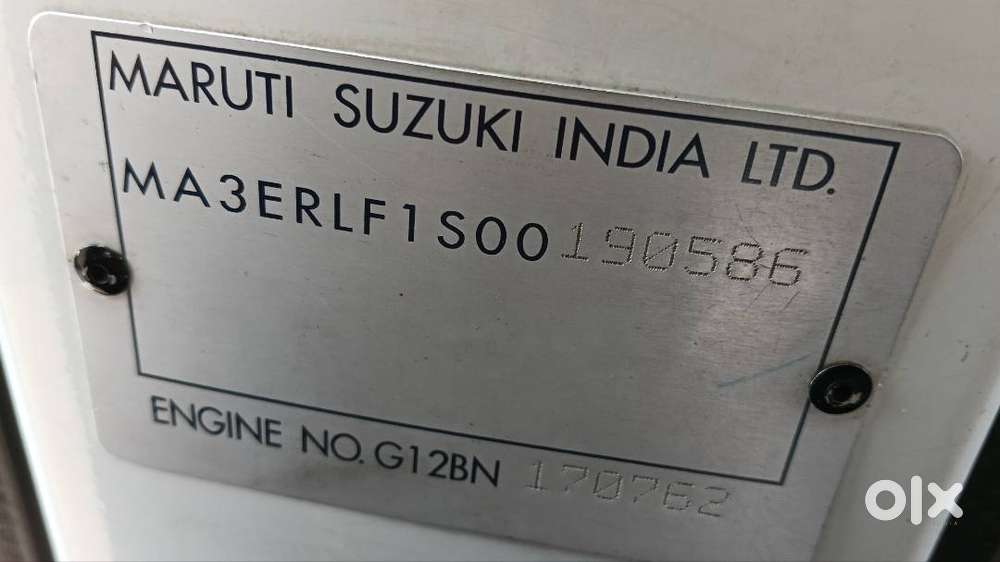 MARUTI SUZUKI INDIA LTD.
MA3ERLF1S00190586
ENGINE NO. G12BN 170762
olx